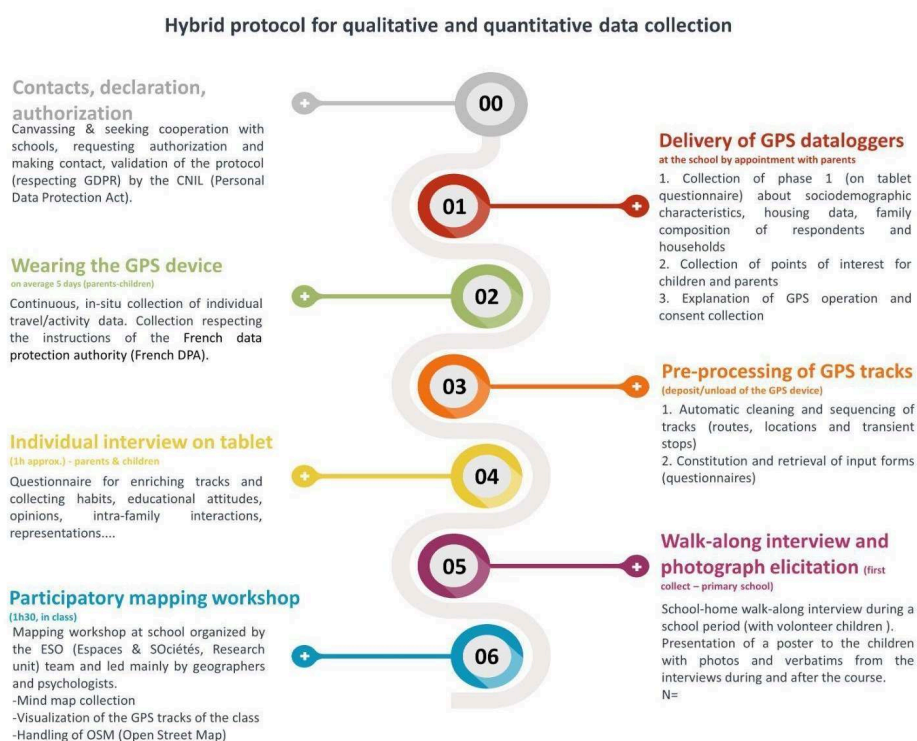 Hybrid protocol for qualitative and quantitative data collection
00
Contacts, declaration,
authorization
Canvassing & seeking cooperation with
schools, requesting authorization and
making contact, validation of the protocol
(respecting GDPR) by the CNIL (Personal
Data Protection Act).
01
Delivery of GPS dataloggers
at the school by appointment with parents
1. Collection of phase 1 (on tablet
questionnaire) about sociodemographic
characteristics, housing data, family
composition of respondents and
households
2. Collection of points of interest for
children and parents
3. Explanation of GPS operation and
consent collection
02
Wearing the GPS device
on average 5 days (parents-children)
Continuous, in-situ collection of individual
travel/activity data. Collection respecting
the instructions of the French data
protection authority (French DPA).
03
Pre-processing of GPS tracks
(deposit/unload of the GPS device)
1. Automatic cleaning and sequencing of
tracks (routes, locations and transient
stops)
2. Constitution and retrieval of input forms
(questionnaires)
04
Individual interview on tablet
(1h approx.) - parents & children
Questionnaire for enriching tracks and
collecting habits, educational attitudes,
opinions, intra-family interactions,
representations....
05
Walk-along interview and
photograph elicitation (first
collect – primary school)
School-home walk-along interview during a
school period (with volunteer children ).
Presentation of a poster to the children
with photos and verbatims from the
interviews during and after the course.
N=
06
Participatory mapping workshop
(1h30, in class)
Mapping workshop at school organized by
the ESO (Espaces & SOciétés, Research
unit) team and led mainly by geographers
and psychologists.
-Mind map collection
-Visualization of the GPS tracks of the class
-Handling of OSM (Open Street Map)